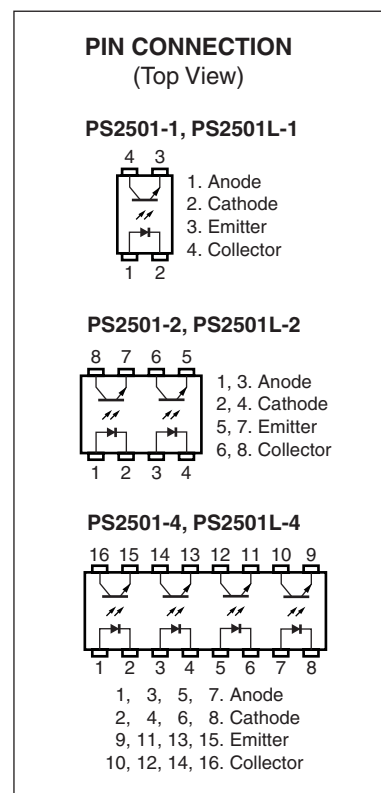 PIN CONNECTION
(Top View)
PS2501-1, PS2501L-1
4 3
1. Anode
2. Cathode
3. Emitter
4. Collector
1 2
PS2501-2, PS2501L-2
8 7 6 5
1, 3. Anode
2, 4. Cathode
5, 7. Emitter
6, 8. Collector
1 2 3 4
PS2501-4, PS2501L-4
16 15 14 13 12 11 10 9
1 2 3 4 5 6 7 8
1, 3, 5, 7. Anode
2, 4, 6, 8. Cathode
9, 11, 13, 15. Emitter
10, 12, 14, 16. Collector